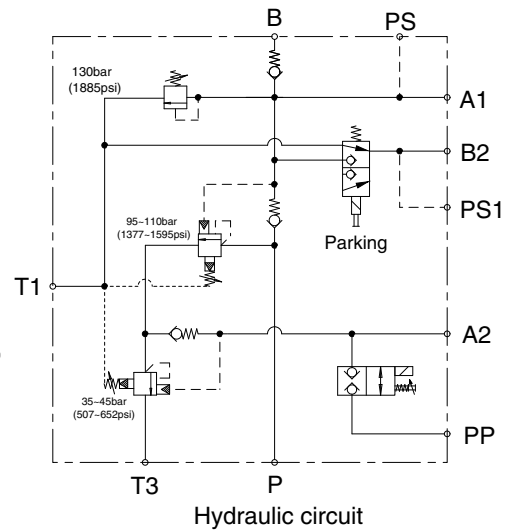 B
PS
130bar
(1885psi)
A1
B2
PS1
95~110bar
(1377~1595psi)
Parking
T1
A2
35~45bar
(507~652psi)
PP
T3
P
Hydraulic circuit